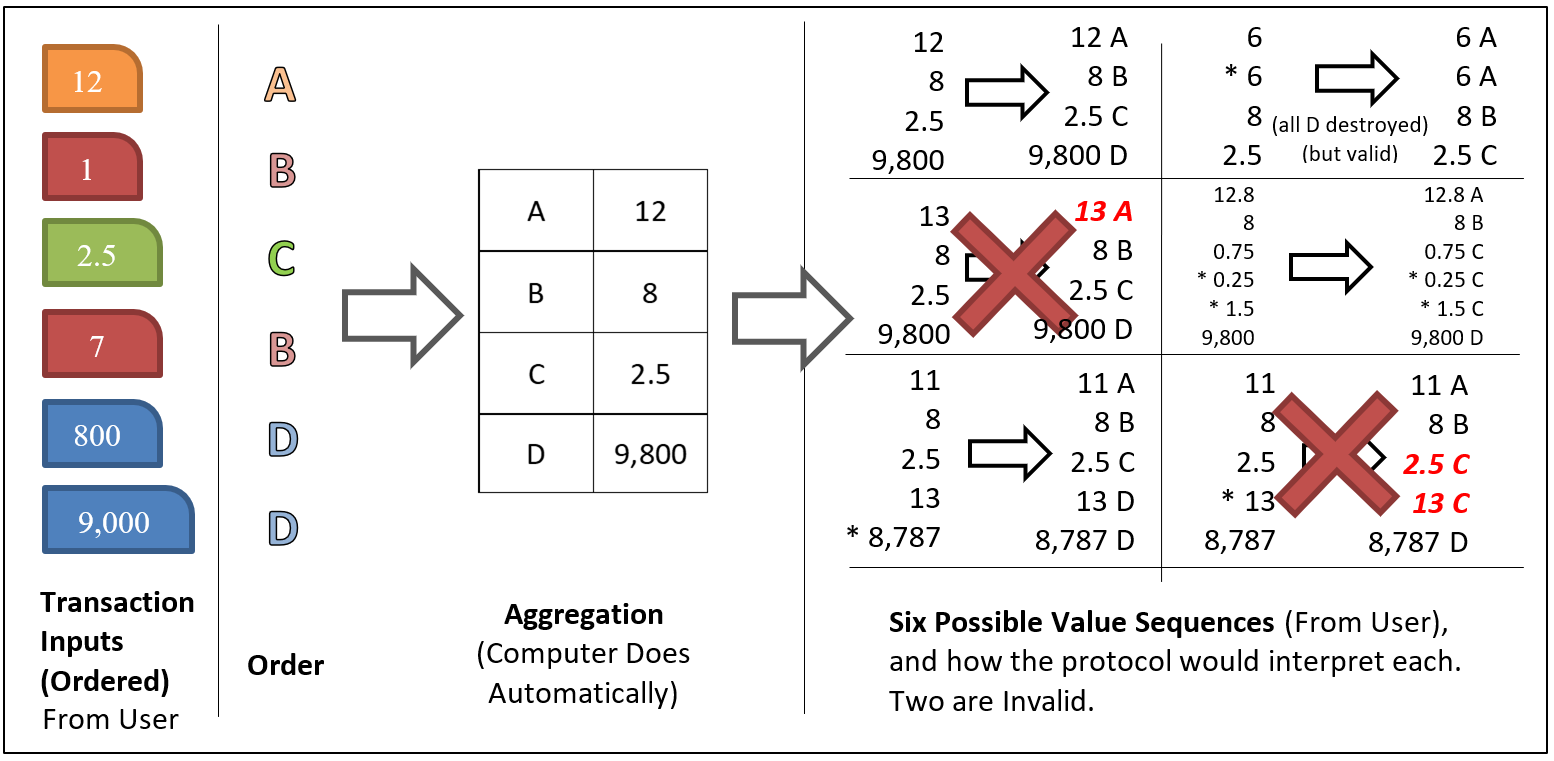 12
1
2.5
7
800
9,000
Transaction
Inputs
(Ordered)
From User
A
B
C
B
D
D
Order
A 12
B 8
C 2.5
D 9,800
Aggregation
(Computer Does
Automatically)
12 12 A
8 8 B
2.5 2.5 C
9,800 9,800 D
6 6 A
* 6 6 A
8 (all D destroyed) 8 B
2.5 (but valid) 2.5 C
13 13 A
8 8 B
2.5 2.5 C
9,800 9,800 D
12.8 12.8 A
8 8 B
0.75 0.75 C
* 0.25 * 0.25 C
* 1.5 * 1.5 C
9,800 9,800 D
11 11 A
8 8 B
2.5 2.5 C
13 13 D
* 8,787 8,787 D
11 11 A
8 8 B
2.5 2.5 C
* 13 13 C
8,787 8,787 D
Six Possible Value Sequences (From User),
and how the protocol would interpret each.
Two are Invalid.